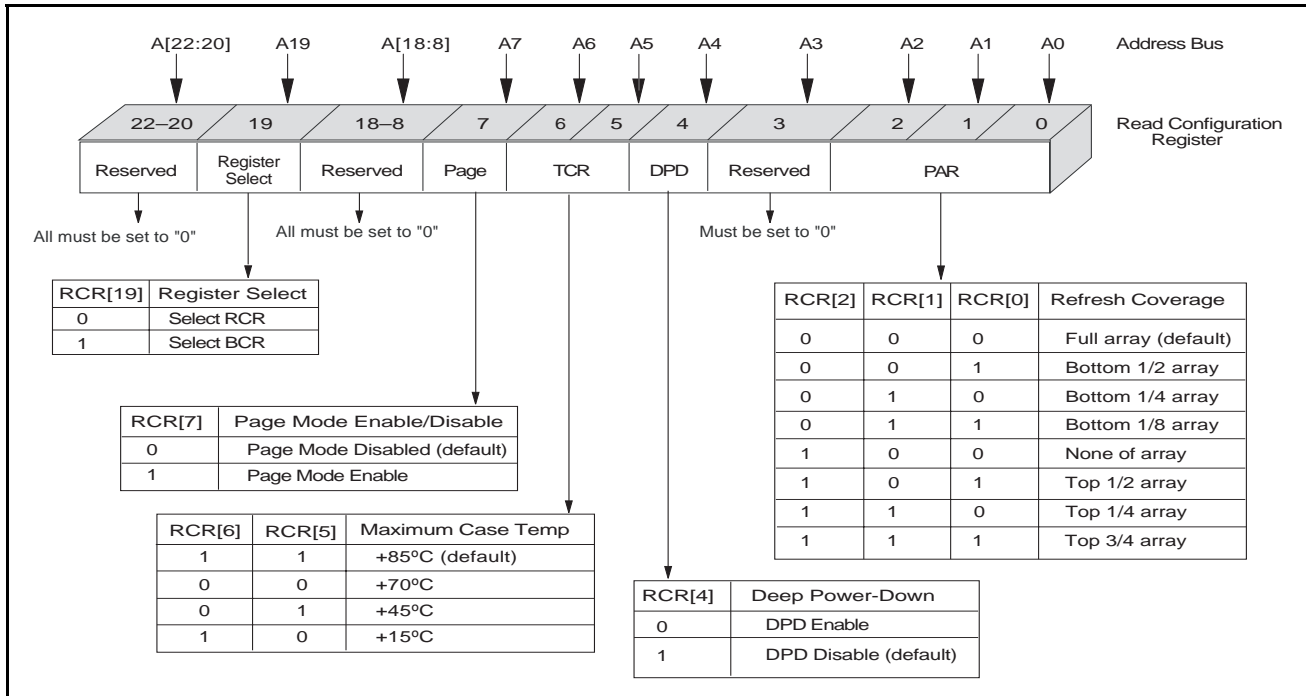 A[22:20] A19 A[18:8] A7 A6 A5 A4 A3 A2 A1 A0 Address Bus
22–20 19 18–8 7 6 5 4 3 2 1 0 Read Configuration
Register
Reserved Register Select Reserved Page TCR DPD Reserved PAR
All must be set to "0" All must be set to "0" Must be set to "0"
RCR[19] Register Select
0 Select RCR
1 Select BCR
RCR[7] Page Mode Enable/Disable
0 Page Mode Disabled (default)
1 Page Mode Enable
RCR[6] RCR[5] Maximum Case Temp
1 1 +85ºC (default)
0 0 +70ºC
0 1 +45ºC
1 0 +15ºC
RCR[4] Deep Power-Down
0 DPD Enable
1 DPD Disable (default)
RCR[2] RCR[1] RCR[0] Refresh Coverage
0 0 0 Full array (default)
0 0 1 Bottom 1/2 array
0 1 0 Bottom 1/4 array
0 1 1 Bottom 1/8 array
1 0 0 None of array
1 0 1 Top 1/2 array
1 1 0 Top 1/4 array
1 1 1 Top 3/4 array